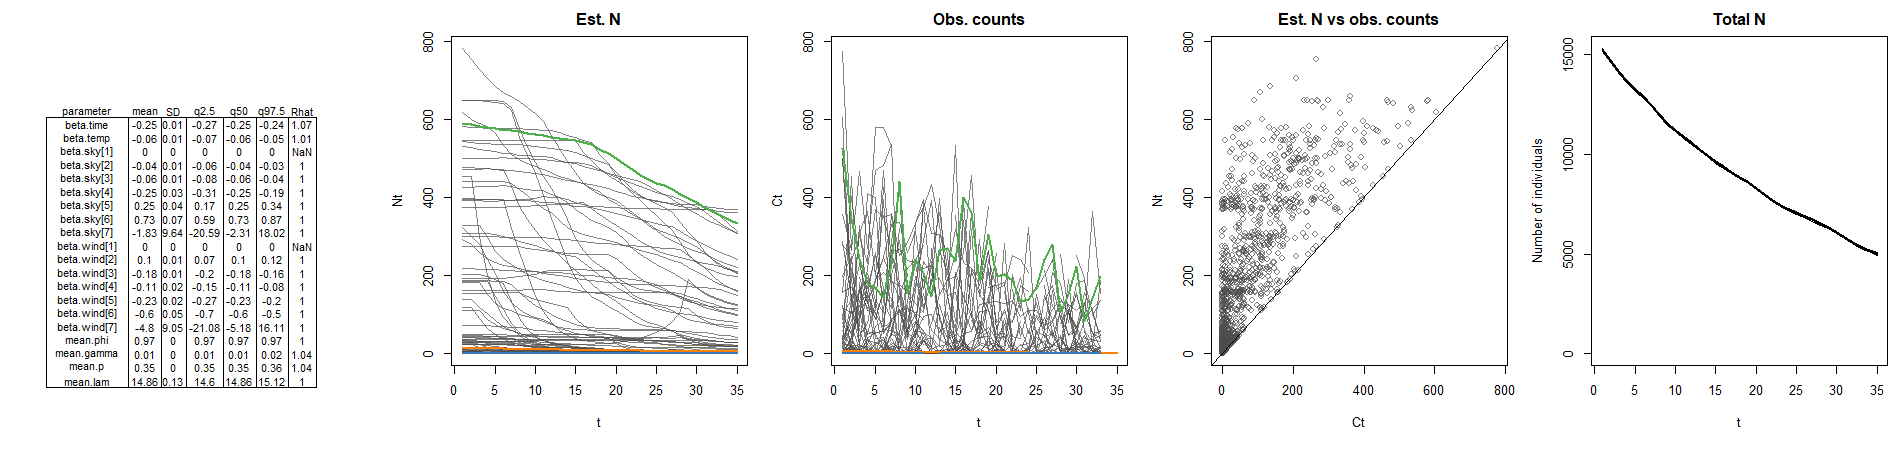 parameter mean SD q2.5 q50 q97.5 Rhat
beta.time -0.25 0.01 -0.27 -0.25 -0.24 1.07
beta.temp -0.06 0.01 -0.07 -0.06 -0.05 1.01
beta.sky[1] 0 0 0 0 0 NaN
beta.sky[2] -0.04 0.01 -0.06 -0.04 -0.03 1
beta.sky[3] -0.06 0.01 -0.08 -0.06 -0.04 1
beta.sky[4] -0.25 0.03 -0.31 -0.25 -0.19 1
beta.sky[5] 0.25 0.04 0.17 0.25 0.34 1
beta.sky[6] 0.73 0.07 0.59 0.73 0.87 1
beta.sky[7] -1.83 9.64 -20.59 -2.31 18.02 1
beta.wind[1] 0 0 0 0 0 NaN
beta.wind[2] 0.1 0.01 0.07 0.1 0.12 1
beta.wind[3] -0.18 0.01 -0.2 -0.18 -0.16 1
beta.wind[4] -0.11 0.02 -0.15 -0.11 -0.08 1
beta.wind[5] -0.23 0.02 -0.27 -0.23 -0.2 1
beta.wind[6] -0.6 0.05 -0.7 -0.6 -0.5 1
beta.wind[7] -4.8 9.05 -21.08 -5.18 16.11 1
mean.phi 0.97 0 0.97 0.97 0.97 1
mean.gamma 0.01 0 0.01 0.01 0.02 1.04
mean.p 0.35 0 0.35 0.35 0.36 1.04
mean.lam 14.86 0.13 14.6 14.86 15.12 1
Est. N
Nt
800
600
400
200
0
0 5 10 15 20 25 30 35
t
Obs. counts
Ct
800
600
400
200
0
0 5 10 15 20 25 30 35
t
Est. N vs obs. counts
Nt
800
600
400
200
0
0 200 400 600 800
Ct
Total N
Number of individuals
15000
10000
5000
0
0 5 10 15 20 25 30 35
t